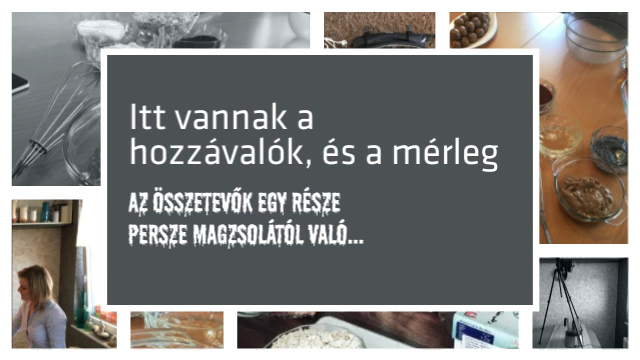 Itt vannak a
hozzávalók, és a mérleg
AZ ÖSSZETEVŐK EGY RÉSZE
PERSZE MAGZSOLÁTÓL VALÓ...